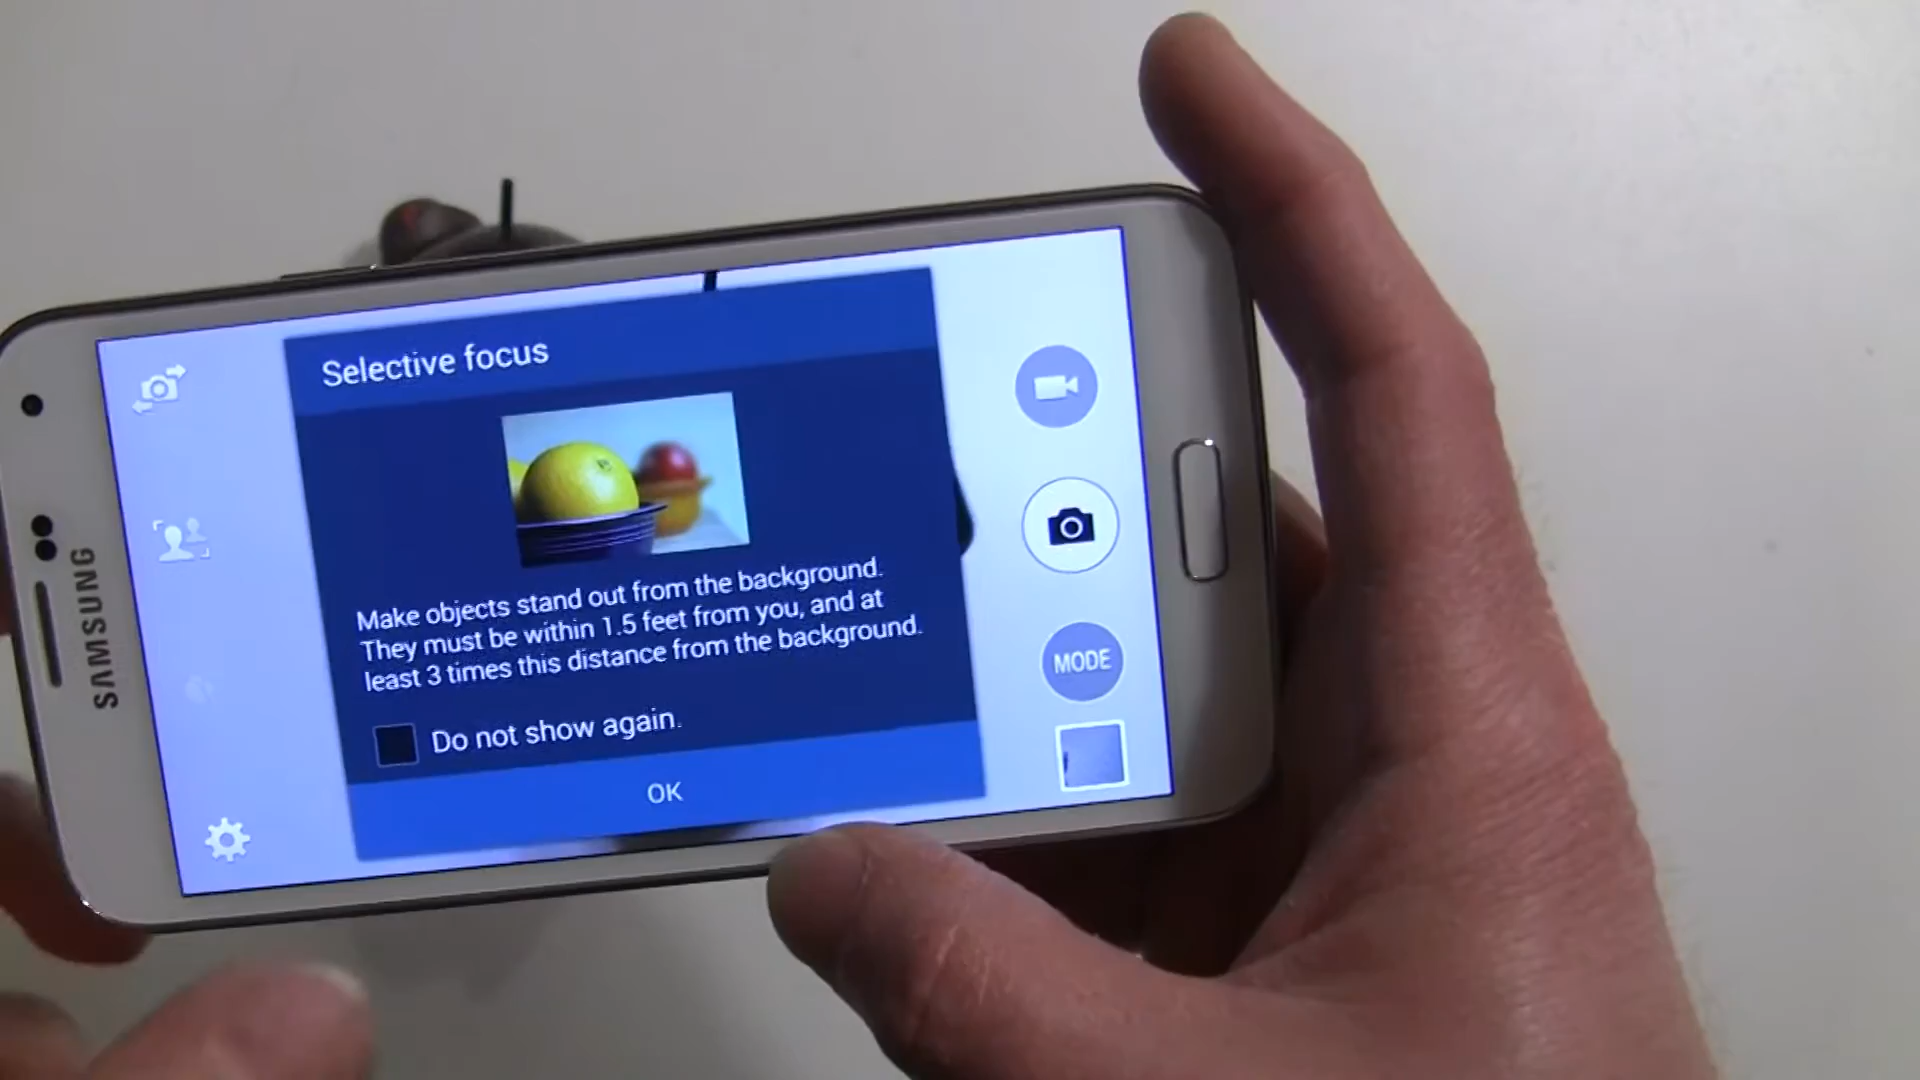 SAMSUNG
Selective focus
Make objects stand out from the background.
They must be within 1.5 feet from you, and at
least 3 times this distance from the background.
Do not show again.
OK
MODE